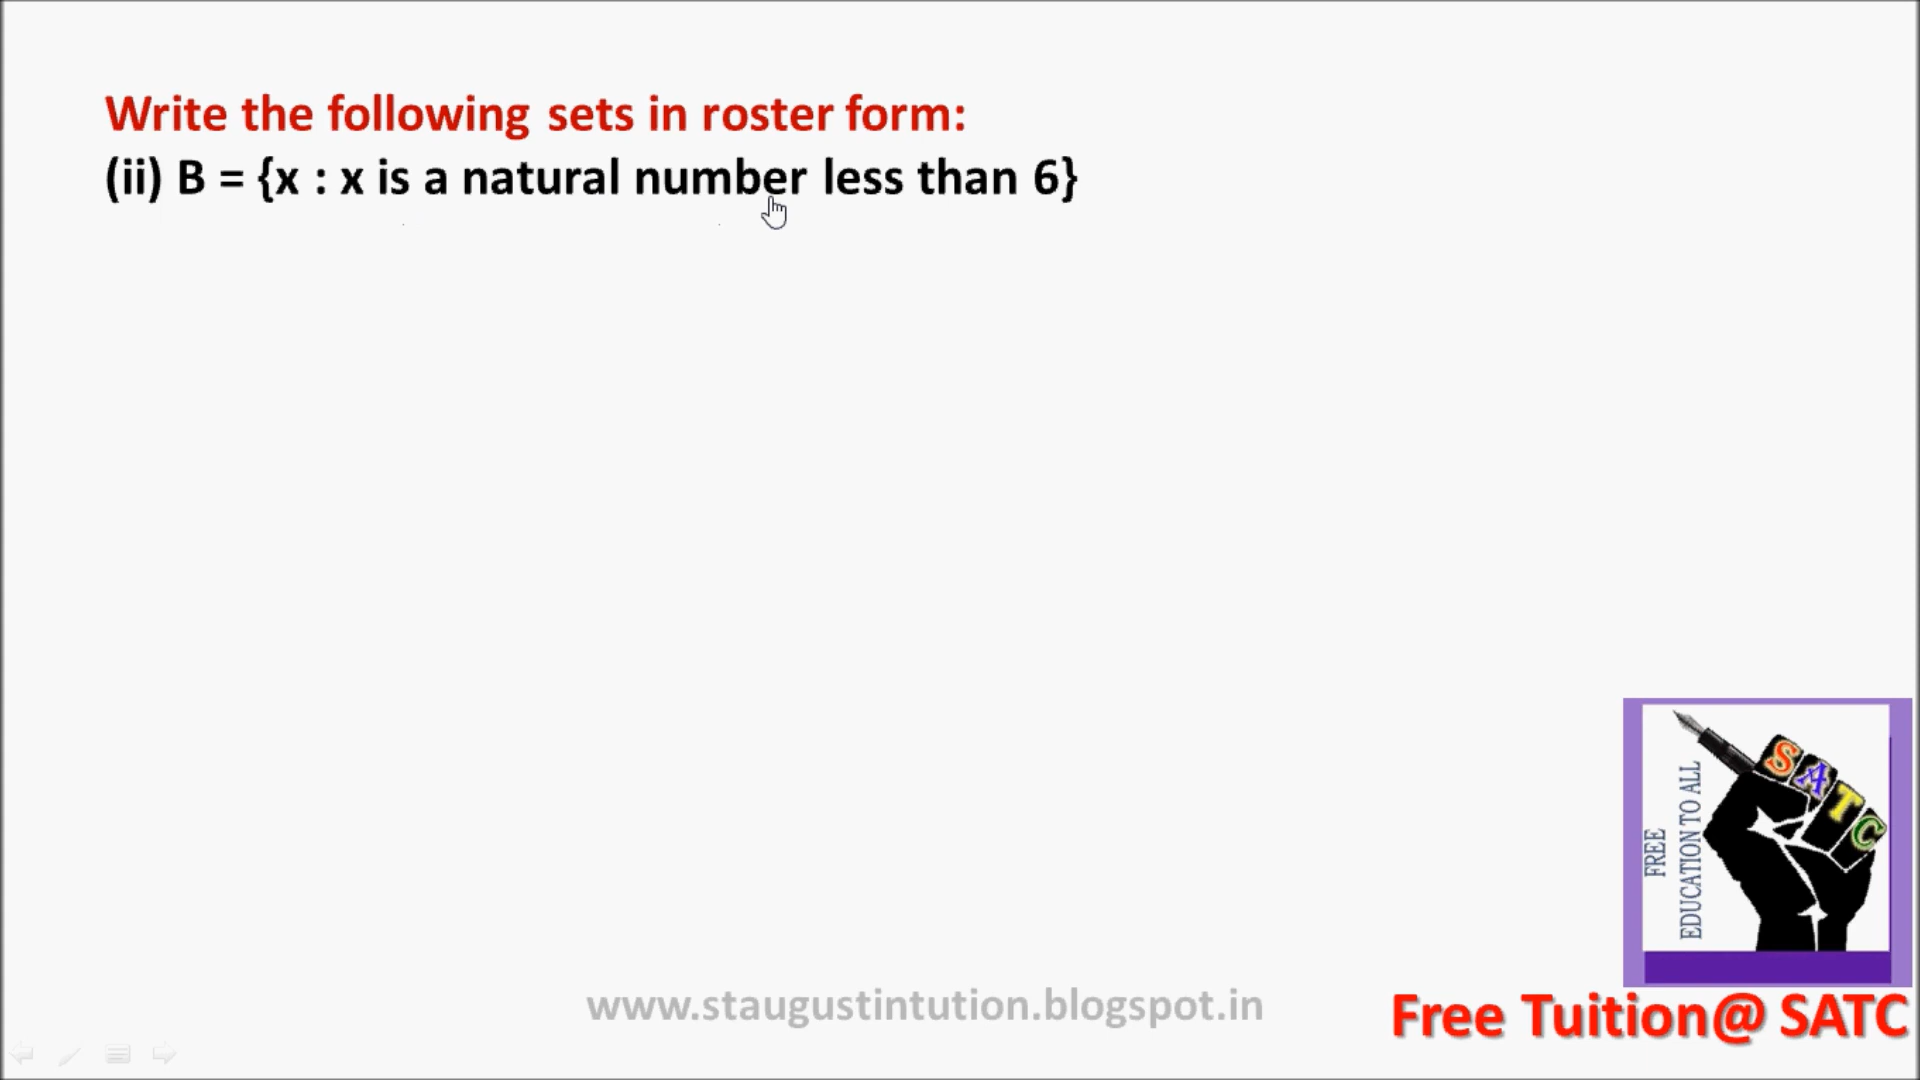 Write the following sets in roster form:
(ii) B = {x : x is a natural number less than 6}
FREE
EDUCATION TO ALL
SATC
www.staugustintution.blogspot.in
Free Tuition@ SATC